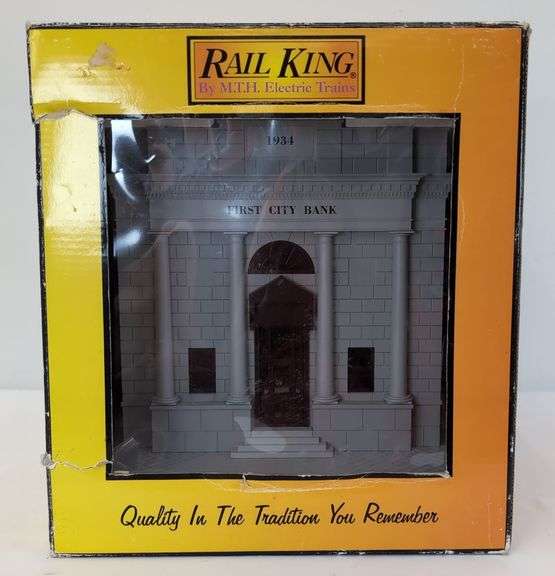 RAIL KING®
By M.T.H. Electric Trains
1934
FIRST CITY BANK
Quality In The Tradition You Remember